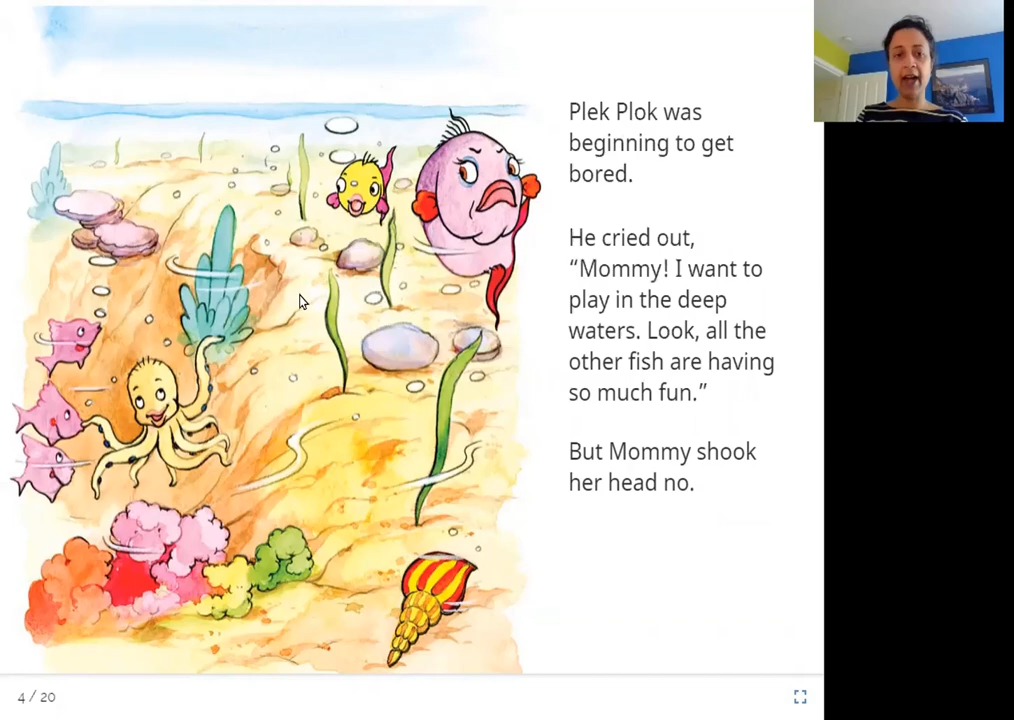 Plek Plok was
beginning to get
bored.
He cried out,
“Mommy! I want to
play in the deep
waters. Look, all the
other fish are having
so much fun.”
But Mommy shook
her head no.
4 / 20